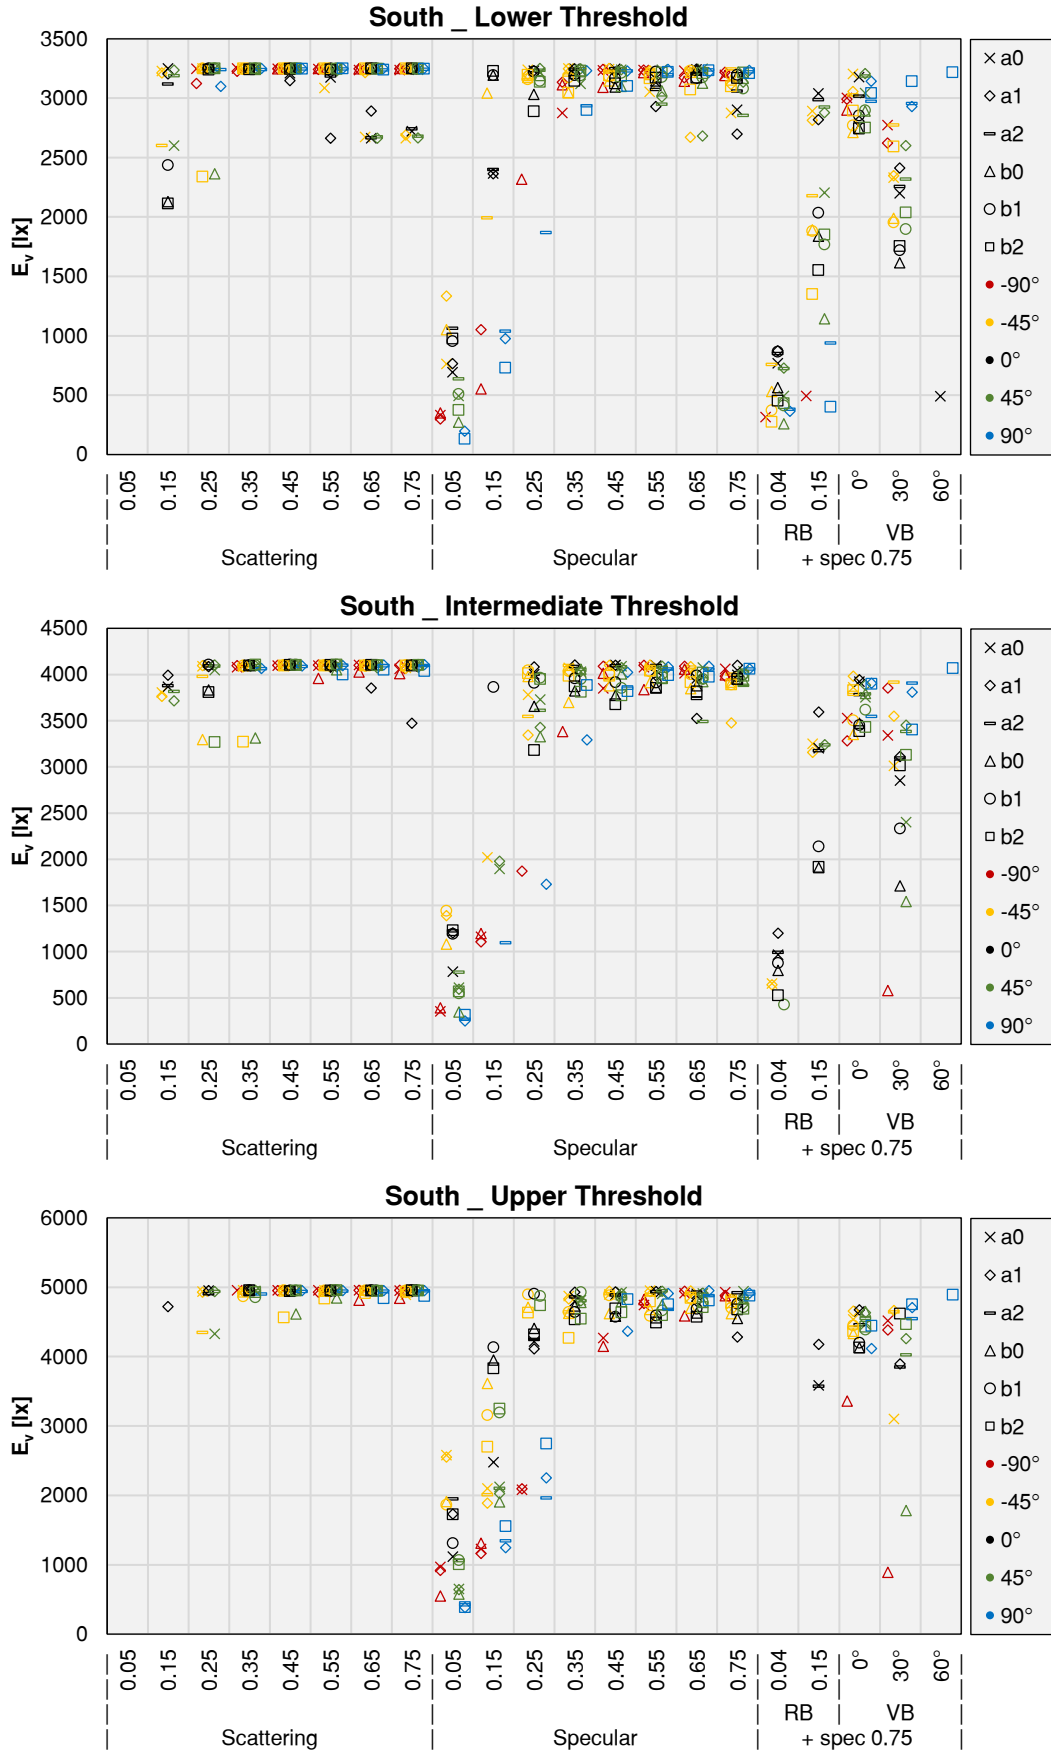 South _ Lower Threshold
3500
3000
2500
2000
1500
1000
500
0
Ev [lx]
0.05 0.15 0.25 0.35 0.45 0.55 0.65 0.75 0.05 0.15 0.25 0.35 0.45 0.55 0.65 0.75 0.04 0.15 0° 30° 60°
RB VB
Scattering Specular + spec 0.75
a0
a1
a2
b0
b1
b2
-90°
-45°
0°
45°
90°
South _ Intermediate Threshold
4500
4000
3500
3000
2500
2000
1500
1000
500
0
Ev [lx]
0.05 0.15 0.25 0.35 0.45 0.55 0.65 0.75 0.05 0.15 0.25 0.35 0.45 0.55 0.65 0.75 0.04 0.15 0° 30° 60°
RB VB
Scattering Specular + spec 0.75
a0
a1
a2
b0
b1
b2
-90°
-45°
0°
45°
90°
South _ Upper Threshold
6000
5000
4000
3000
2000
1000
0
Ev [lx]
0.05 0.15 0.25 0.35 0.45 0.55 0.65 0.75 0.05 0.15 0.25 0.35 0.45 0.55 0.65 0.75 0.04 0.15 0° 30° 60°
RB VB
Scattering Specular + spec 0.75
a0
a1
a2
b0
b1
b2
-90°
-45°
0°
45°
90°